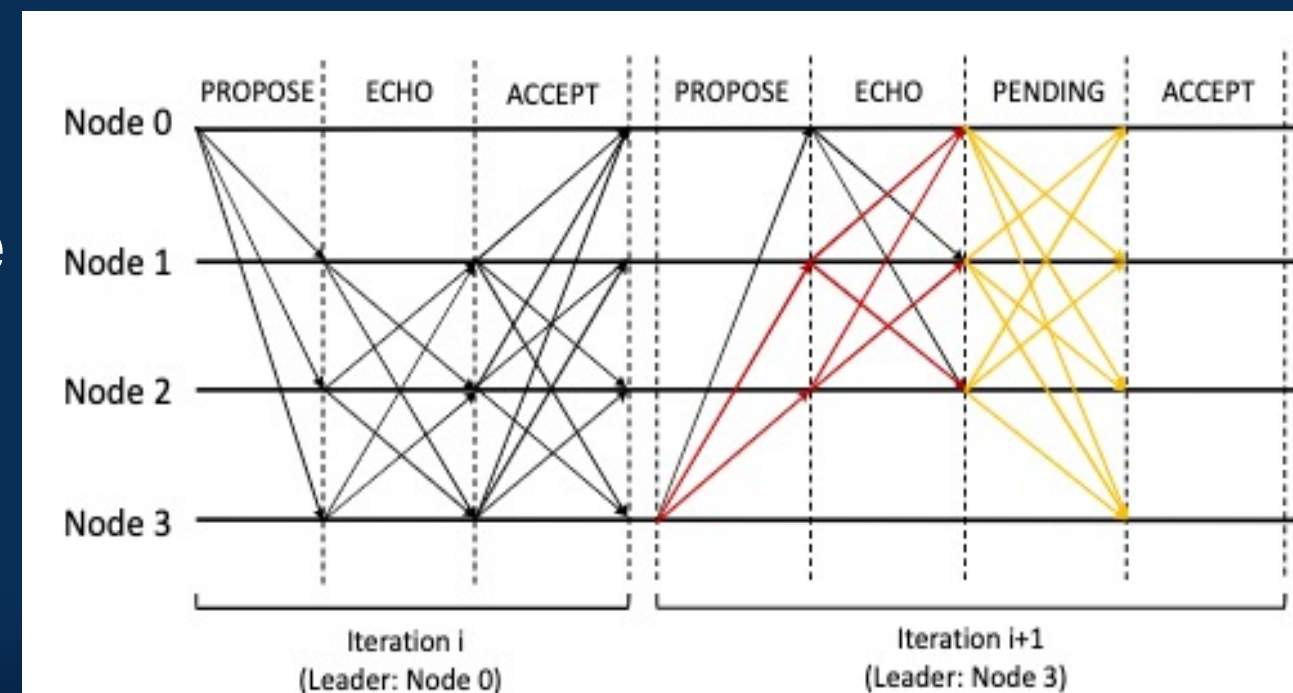 PROPOSE ECHO ACCEPT PROPOSE ECHO PENDING ACCEPT
Node 0
e
Node 1
Node 2
Node 3
Iteration i
(Leader: Node 0)
Iteration i+1
(Leader: Node 3)